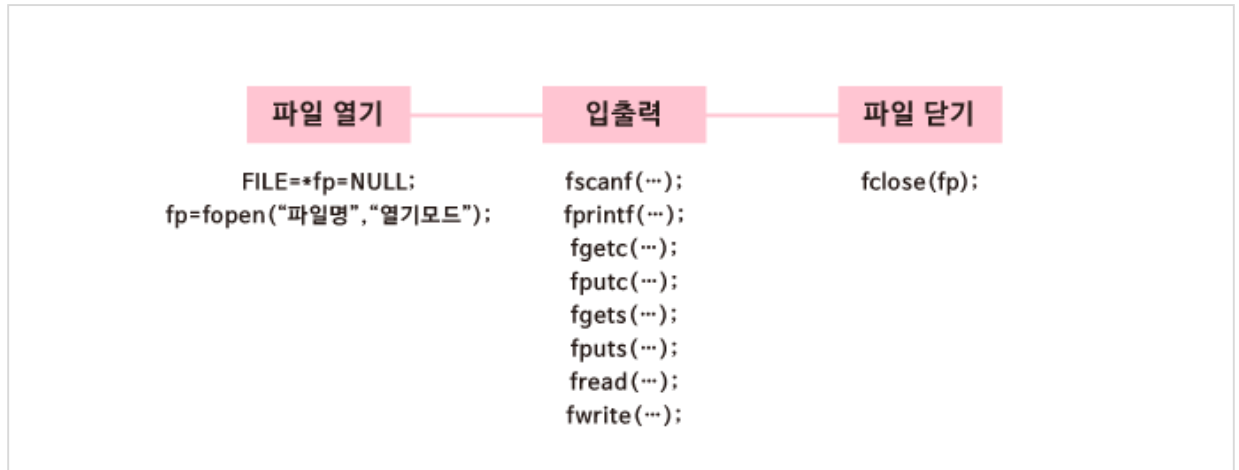 파일 열기
입출력
파일 닫기
FILE=*fp=NULL;
fp=fopen(“파일명”,“열기모드”);
fscanf(…);
fprintf(…);
fgetc(…);
fputc(…);
fgets(…);
fputs(…);
fread(…);
fwrite(…);
fclose(fp);